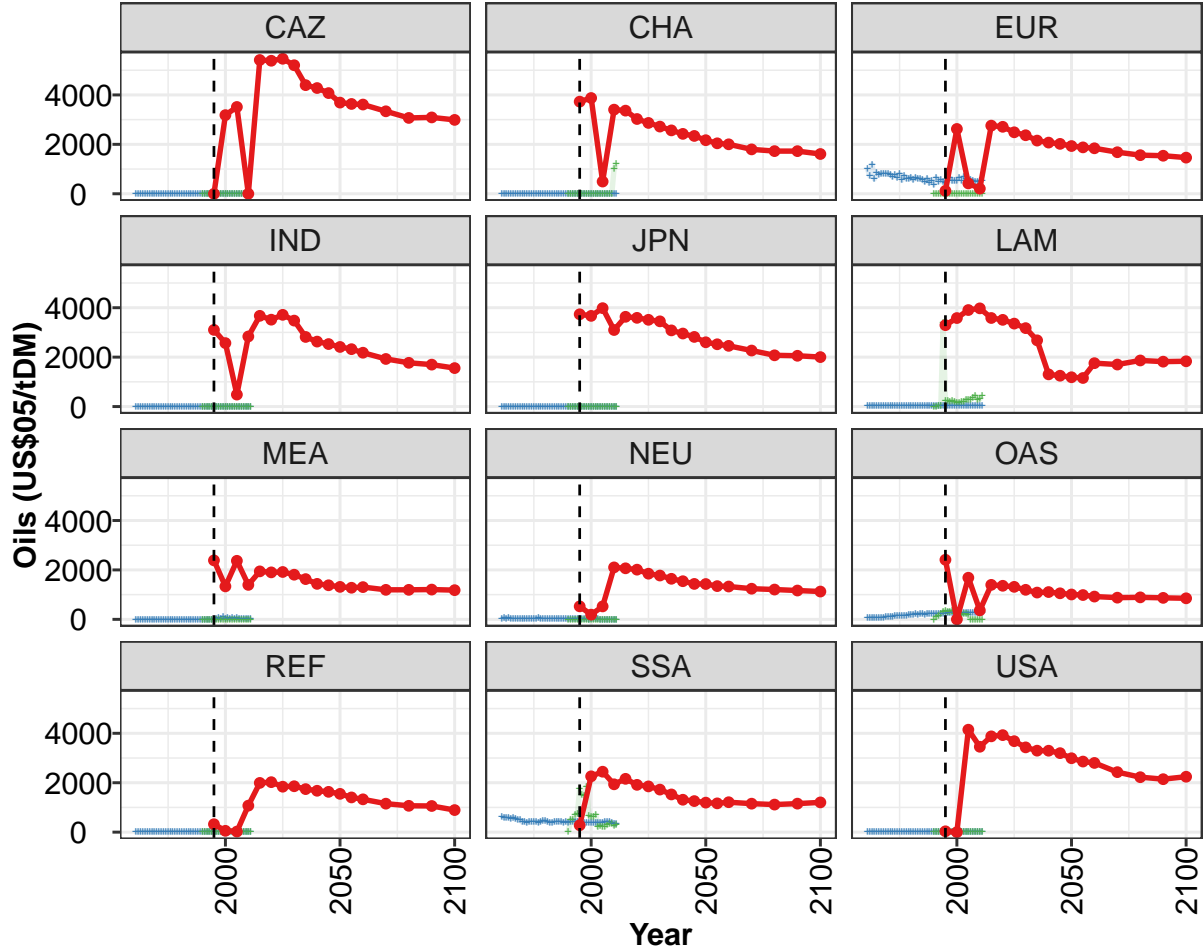 CAZ CHA EUR
4000
2000
0
IND JPN LAM
4000
2000
0
MEA NEU OAS
4000
2000
0
REF SSA USA
4000
2000
0
2000 2050 2100 2000 2050 2100 2000 2050 2100
Year
Oils (US$05/tDM)